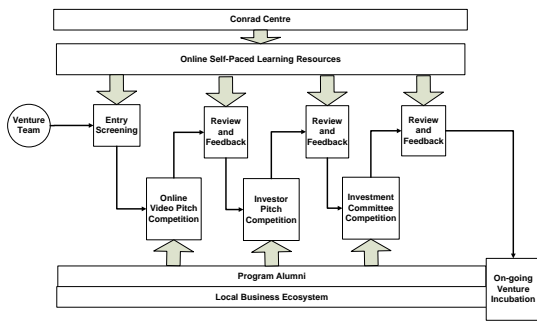 Conrad Centre
Online Self-Paced Learning Resources
Venture
Team
Entry
Screening
Review
and
Feedback
Review
and
Feedback
Review
and
Feedback
Online
Video Pitch
Competition
Investor
Pitch
Competition
Investment
Committee
Competition
Program Alumni
Local Business Ecosystem
On-going
Venture
Incubation